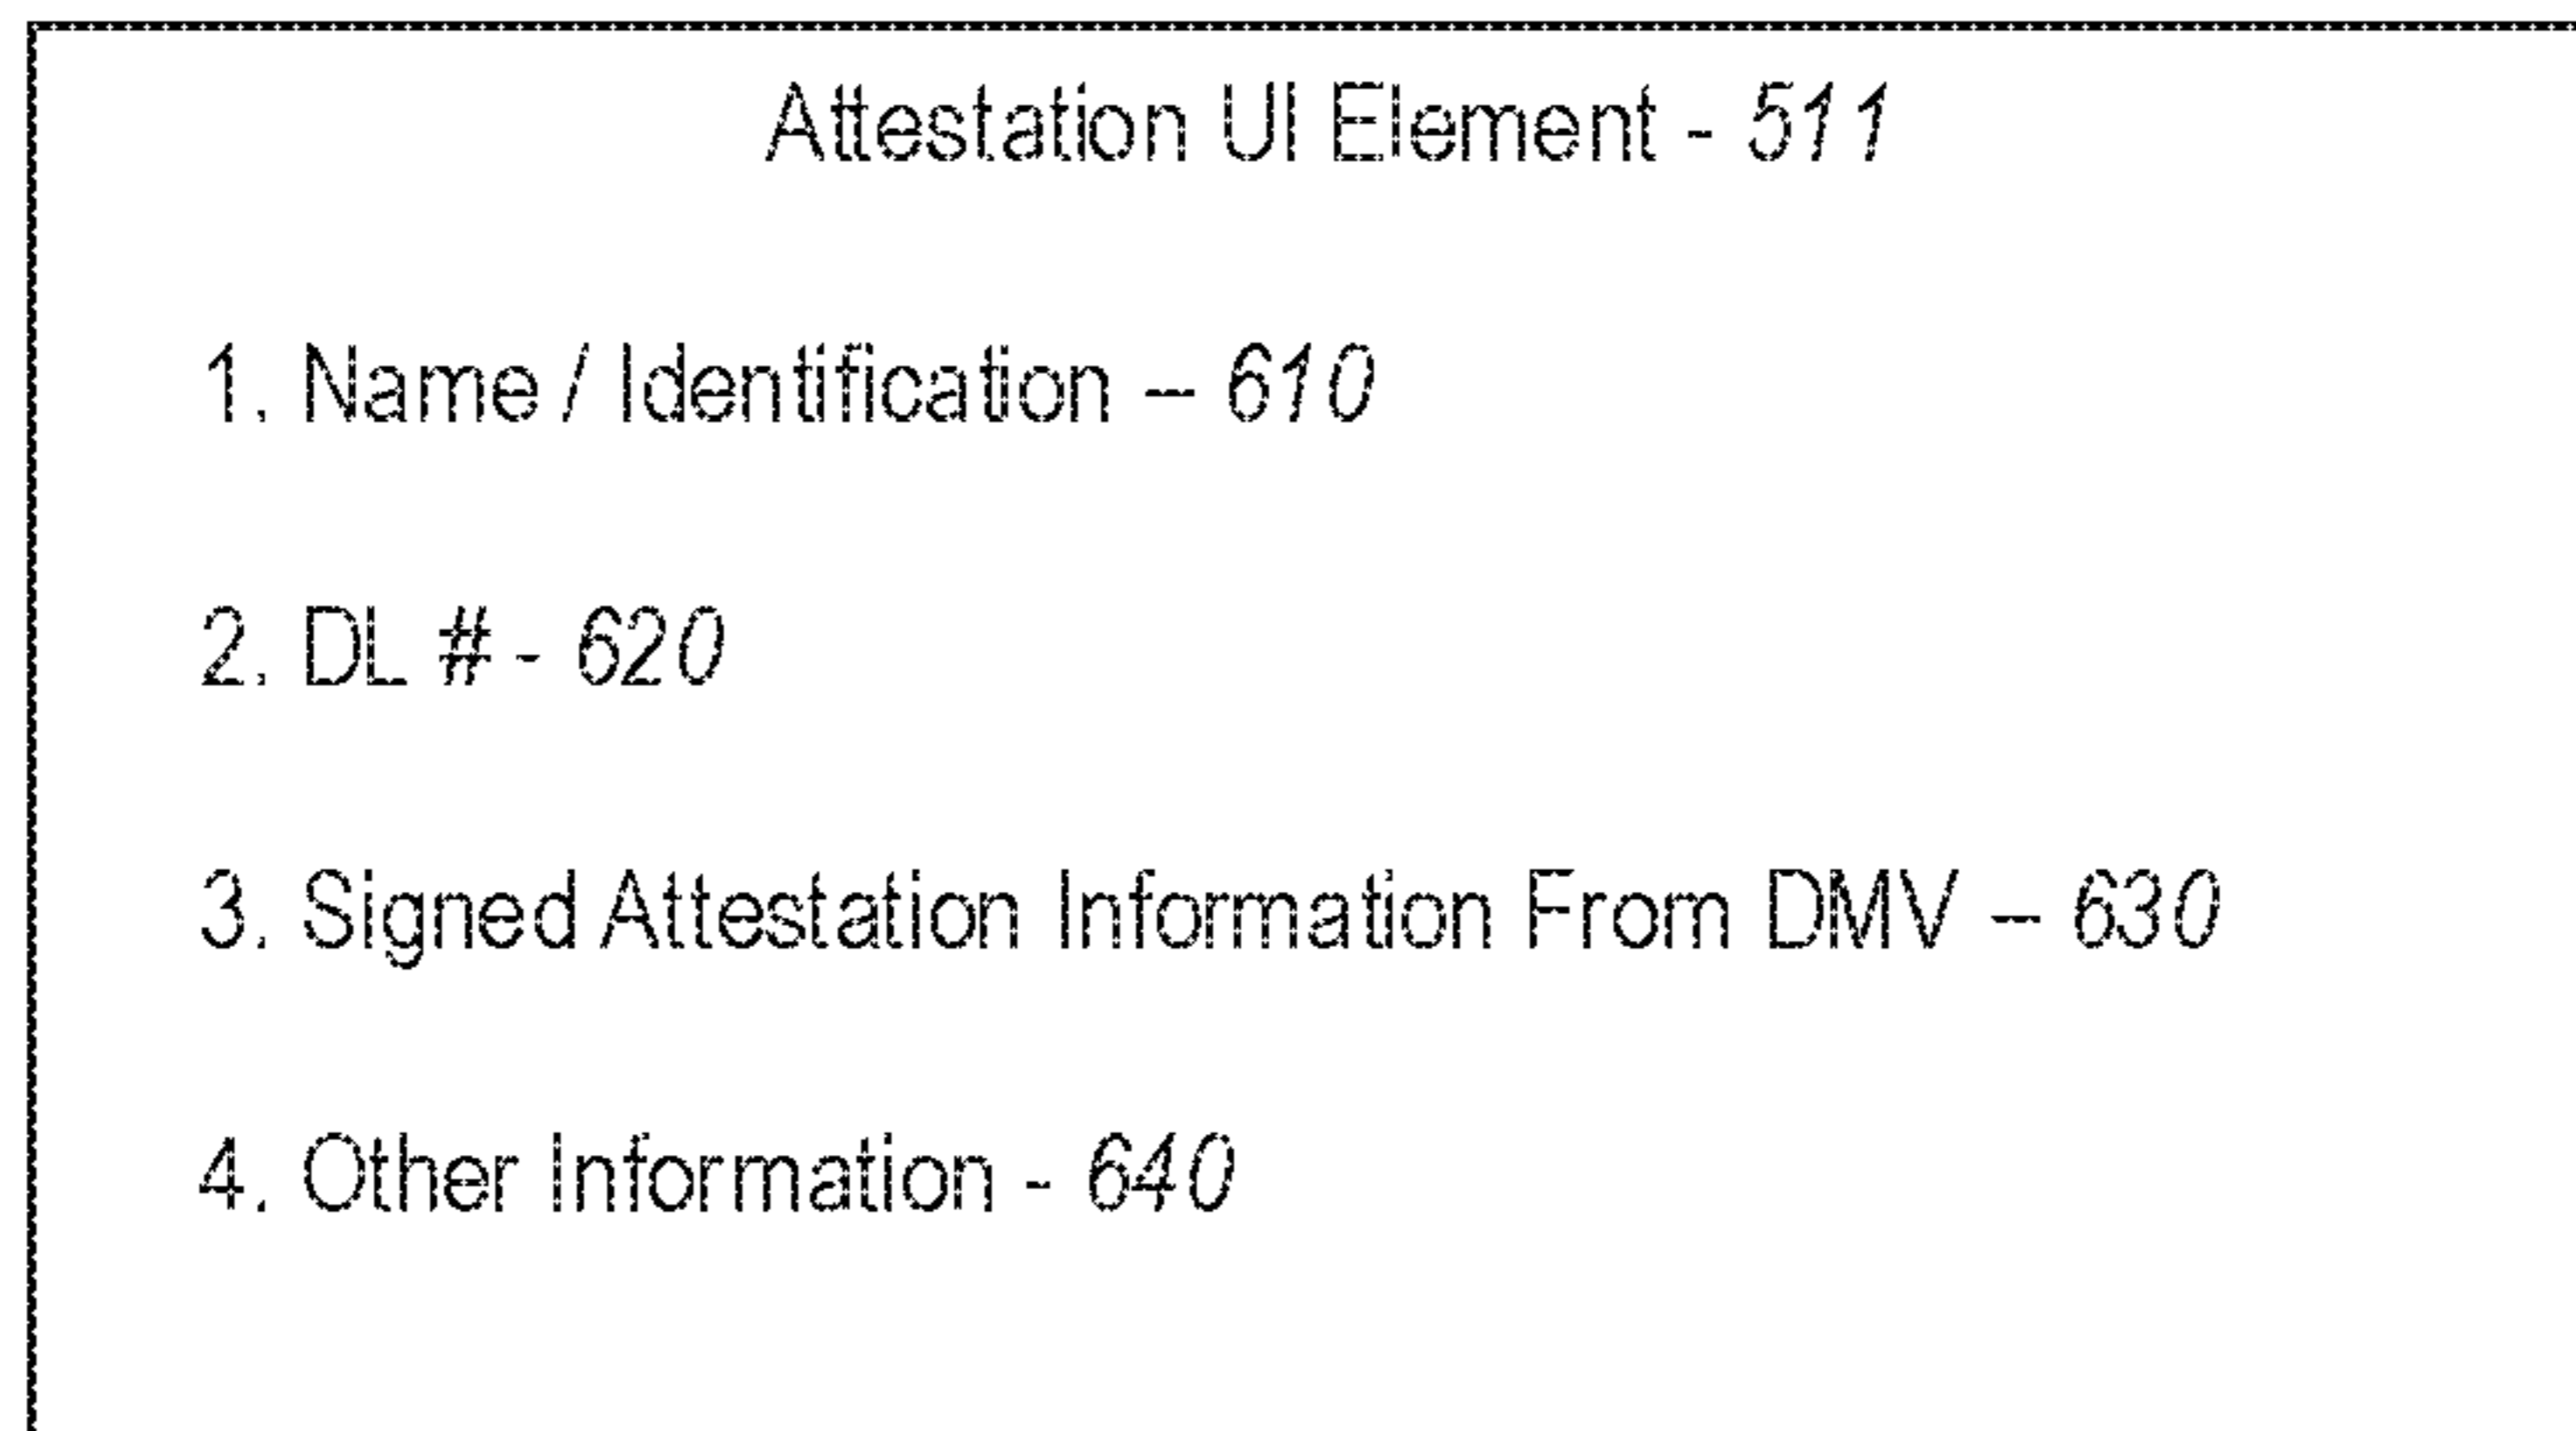 Attestation UI Element - 511
1. Name / Identification – 610
2. DL # - 620
3. Signed Attestation Information From DMV – 630
4. Other Information - 640